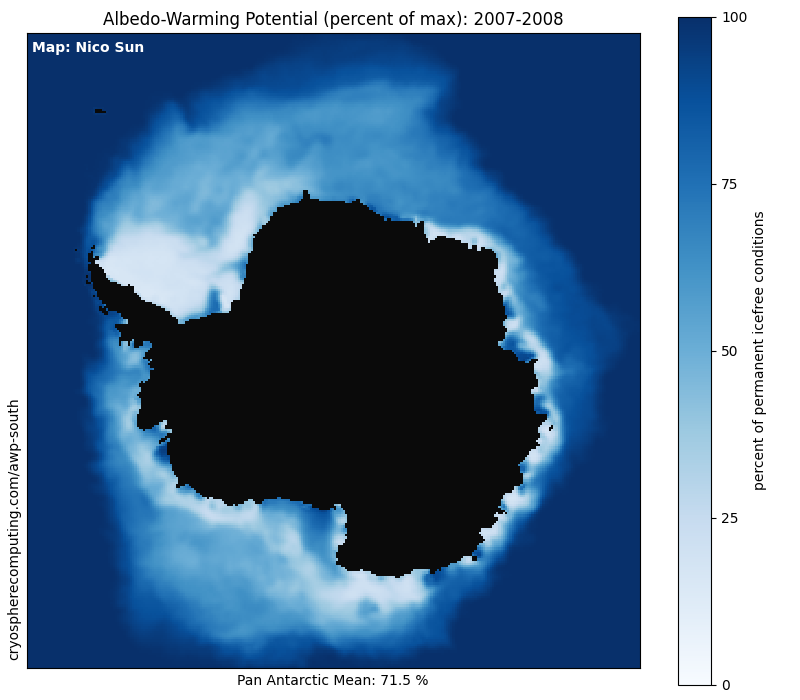 Albedo-Warming Potential (percent of max): 2007-2008
Map: Nico Sun
100
75
50
25
0
percent of permanent icefree conditions
cryospherecomputing.com/awp-south
Pan Antarctic Mean: 71.5 %